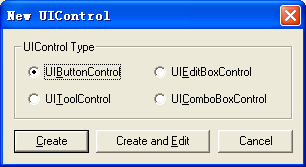 New UIControl
UIControl Type
UIButtonControl
UIEditBoxControl
UIToolControl
UIComboBoxControl
Create
Create and Edit
Cancel